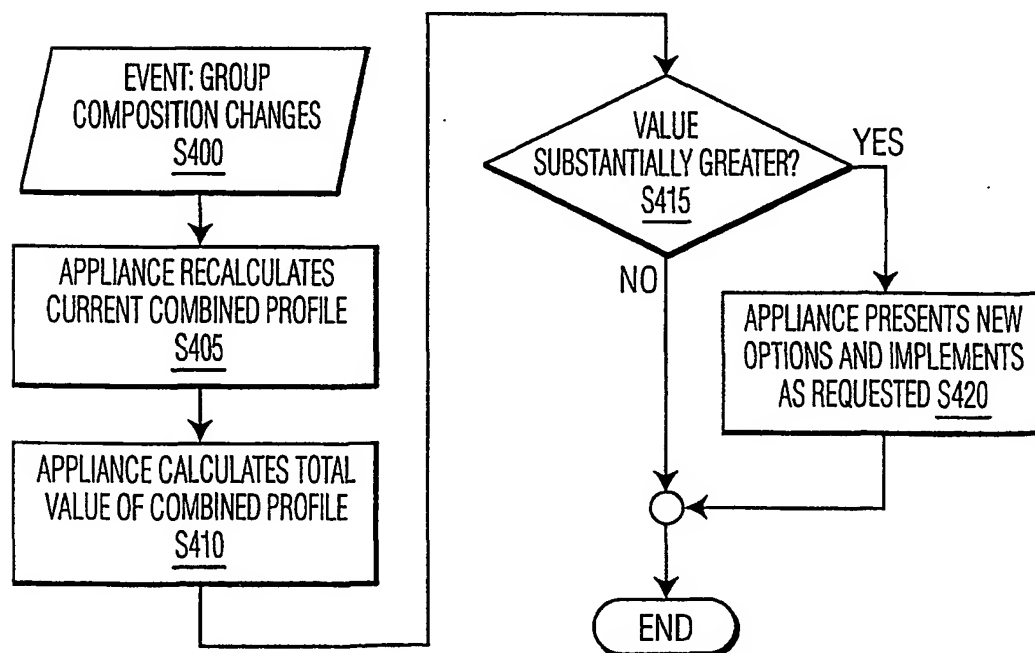 EVENT: GROUP
COMPOSITION CHANGES
S400
APPLIANCE RECALCULATES
CURRENT COMBINED PROFILE
S405
APPLIANCE CALCULATES TOTAL
VALUE OF COMBINED PROFILE
S410
VALUE
SUBSTANTIALLY GREATER?
S415
YES
NO
APPLIANCE PRESENTS NEW
OPTIONS AND IMPLEMENTS
AS REQUESTED S420
END